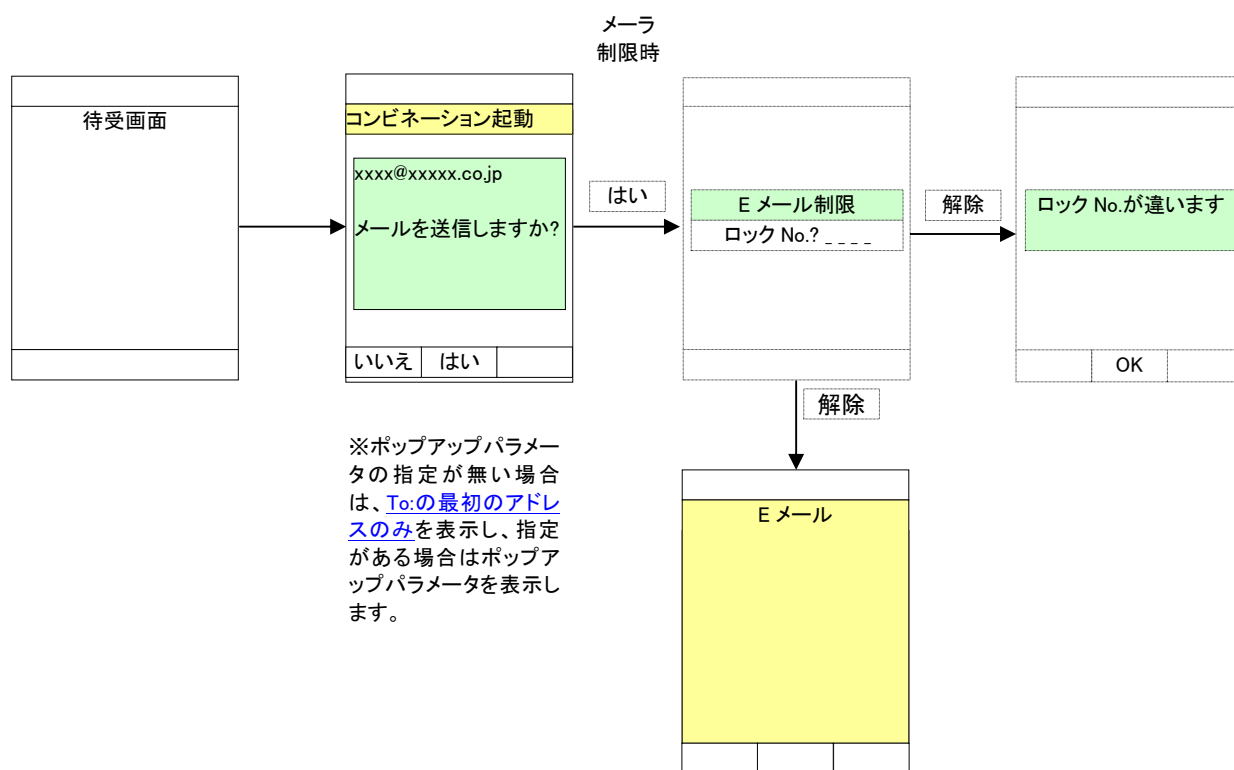 メーラ
制限時
待受画面
コンビネーション起動
xxxx@xxxxx.co.jp
メールを送信しますか?
いいえ はい
はい
E メール制限
ロック No.? _ _ _ _
解除
ロック No.が違います
OK
解除
※ポップアップパラメー
タの指定が無い場合
は、To:の最初のアドレ
スのみを表示し、指定
がある場合はポップア
ップパラメータを表示し
ます。
E メール